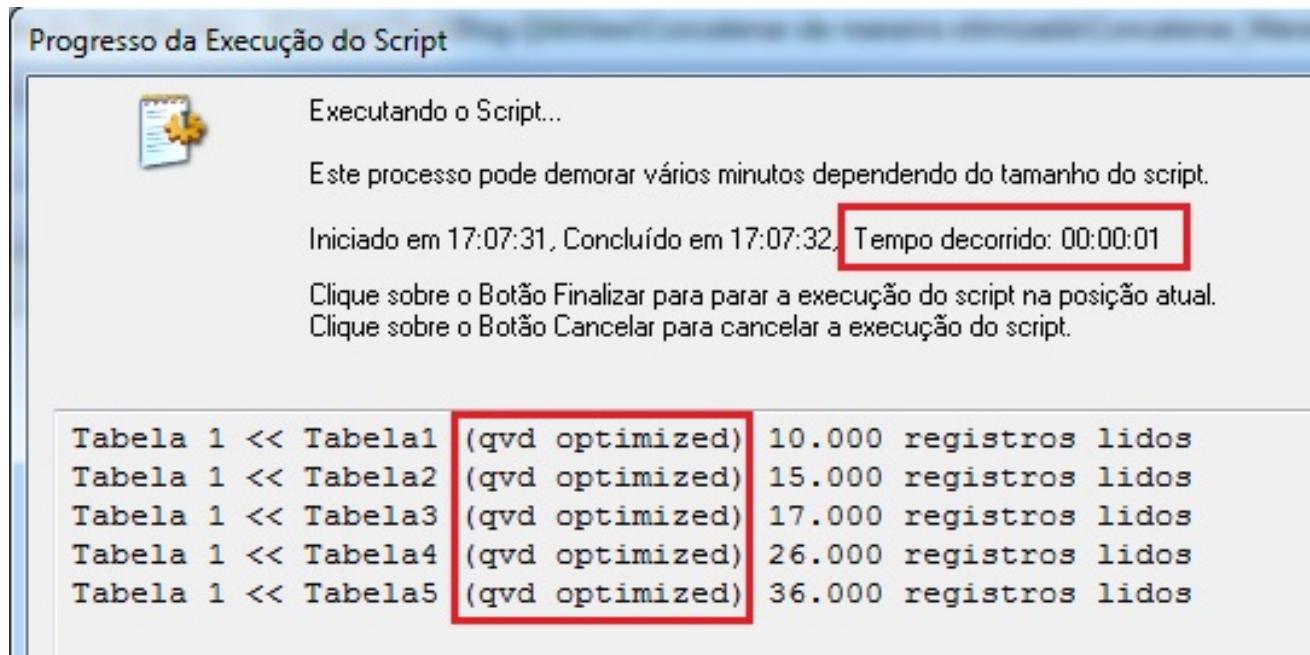 Progresso da Execução do Script
Executando o Script...
Este processo pode demorar vários minutos dependendo do tamanho do script.
Iniciado em 17:07:31, Concluído em 17:07:32, Tempo decorrido: 00:00:01
Clique sobre o Botão Finalizar para parar a execução do script na posição atual.
Clique sobre o Botão Cancelar para cancelar a execução do script.
Tabela 1 << Tabela1 (qvd optimized) 10.000 registros lidos
Tabela 1 << Tabela2 (qvd optimized) 15.000 registros lidos
Tabela 1 << Tabela3 (qvd optimized) 17.000 registros lidos
Tabela 1 << Tabela4 (qvd optimized) 26.000 registros lidos
Tabela 1 << Tabela5 (qvd optimized) 36.000 registros lidos